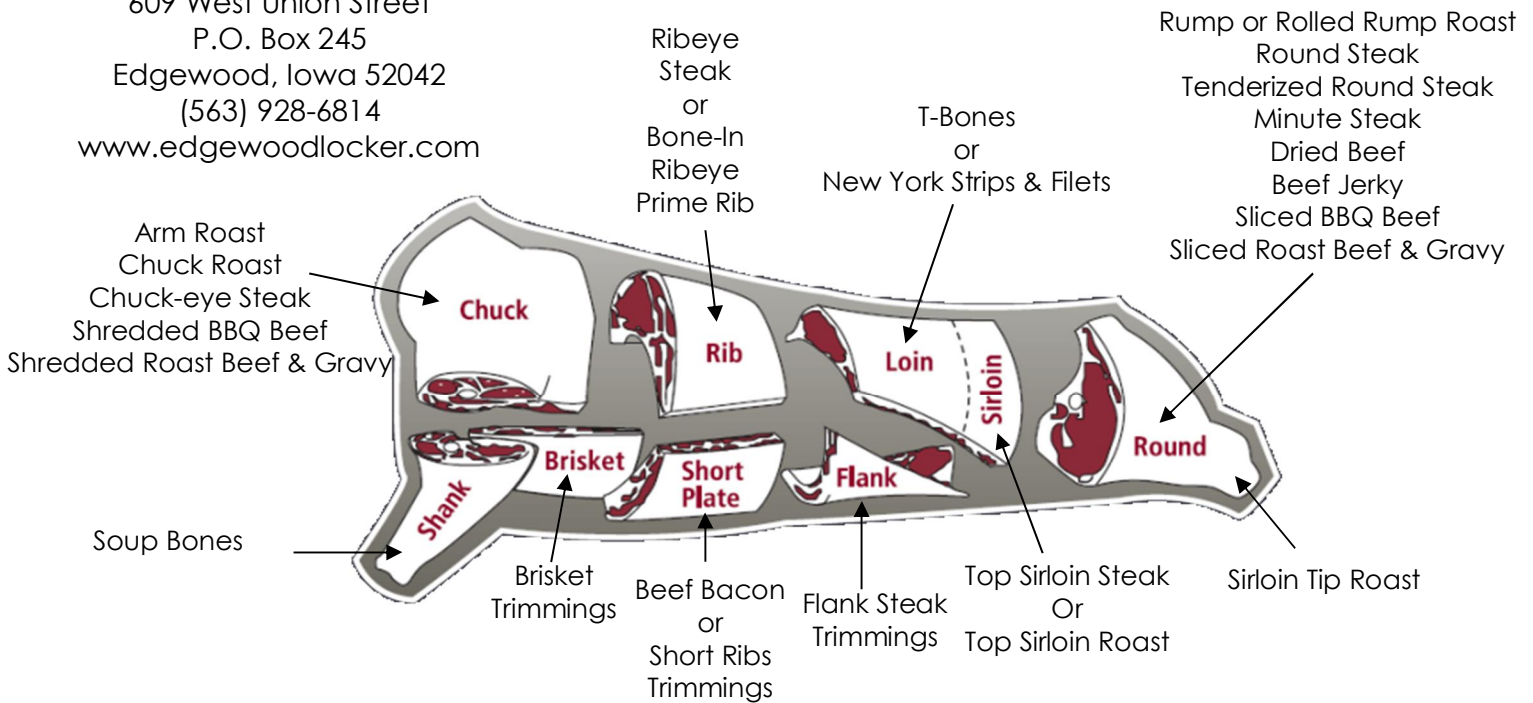 609 West Union Street
P.O. Box 245
Edgewood, Iowa 52042
(563) 928-6814
www.edgewoodlocker.com
Ribeye
Steak
or
Bone-In
Ribeye
Prime Rib
T-Bones
or
New York Strips & Filets
Rump or Rolled Rump Roast
Round Steak
Tenderized Round Steak
Minute Steak
Dried Beef
Beef Jerky
Sliced BBQ Beef
Sliced Roast Beef & Gravy
Arm Roast
Chuck Roast
Chuck-eye Steak
Shredded BBQ Beef
Shredded Roast Beef & Gravy
Chuck
Rib
Loin
Sirloin
Round
Shank
Brisket
Short
Plate
Flank
Soup Bones
Brisket
Trimmings
Beef Bacon
or
Short Ribs
Trimmings
Flank Steak
Trimmings
Top Sirloin Steak
Or
Top Sirloin Roast
Sirloin Tip Roast